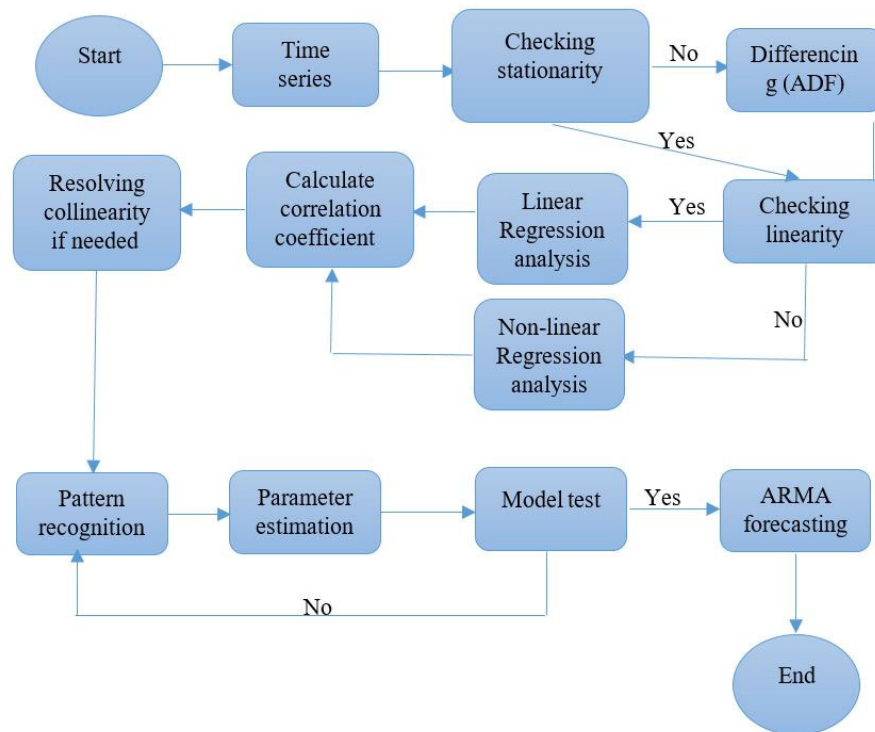 Start
Time
series
Checking
stationarity
No
Differencin
g (ADF)
Yes
Resolving
collinearity
if needed
Calculate
correlation
coefficient
Linear
Regression
analysis
Yes
Checking
linearity
No
Non-linear
Regression
analysis
Pattern
recognition
Parameter
estimation
Model test
Yes
ARMA
forecasting
No
End